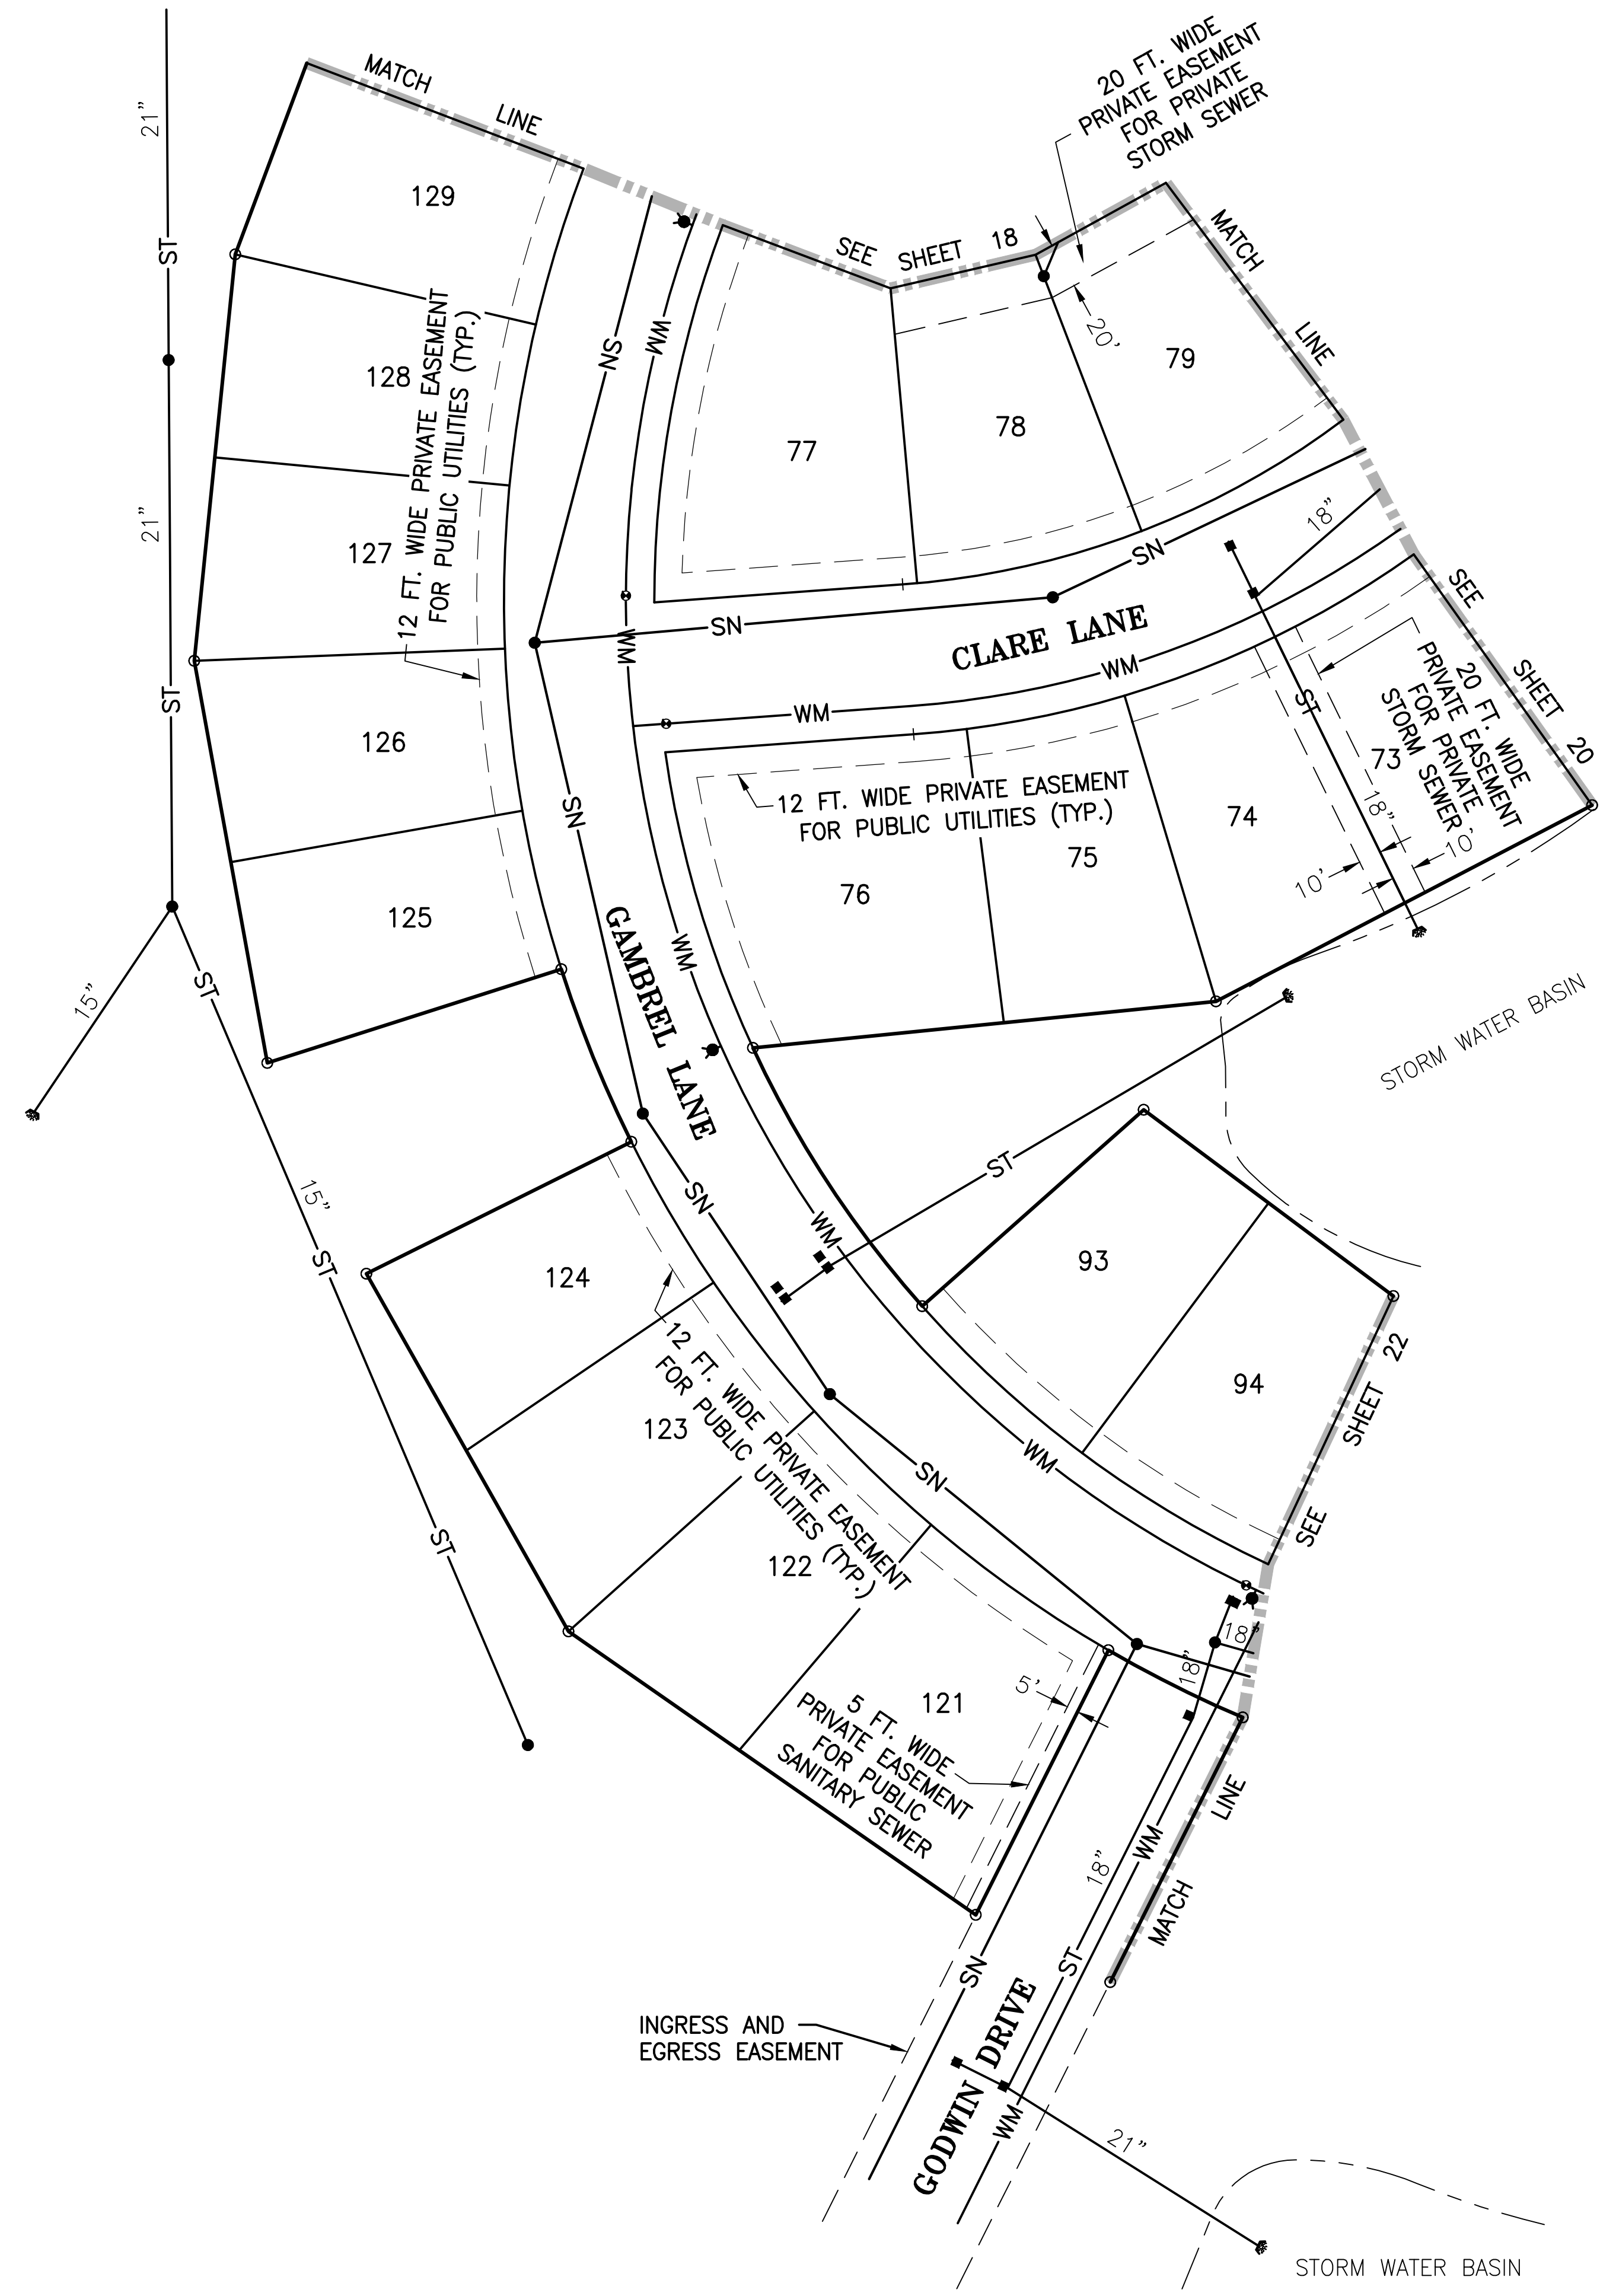 21"
MATCH
LINE
129
20 FT. WIDE
PRIVATE EASEMENT
FOR PRIVATE
STORM SEWER
SEE
SHEET 18
MATCH
LINE
ST
SN
WM
128
12 FT. WIDE PRIVATE EASEMENT
FOR PUBLIC UTILITIES (TYP.)
20'
79
78
77
21"
127
18"
SN
CLARE LANE
SN
WM
WM
SEE
SHEET
20
ST
126
WM
ST
20 FT. WIDE
PRIVATE EASEMENT
FOR PRIVATE
STORM SEWER
73
18"
10'
10'
12 FT. WIDE PRIVATE EASEMENT
FOR PUBLIC UTILITIES (TYP.)
74
75
76
SN
125
GAMBREL LANE
WM
ST
15"
STORM WATER BASIN
ST
15"
ST
SN
WM
93
124
22
SHEET
SEE
94
12 FT. WIDE PRIVATE EASEMENT
FOR PUBLIC UTILITIES (TYP.)
123
WM
SN
ST
122
18"
18"
121
5'
5 FT. WIDE
PRIVATE EASEMENT
FOR PUBLIC
SANITARY SEWER
LINE
MATCH
WM
18"
ST
SN
INGRESS AND
EGRESS EASEMENT
GODWIN DRIVE
WM
21"
STORM WATER BASIN